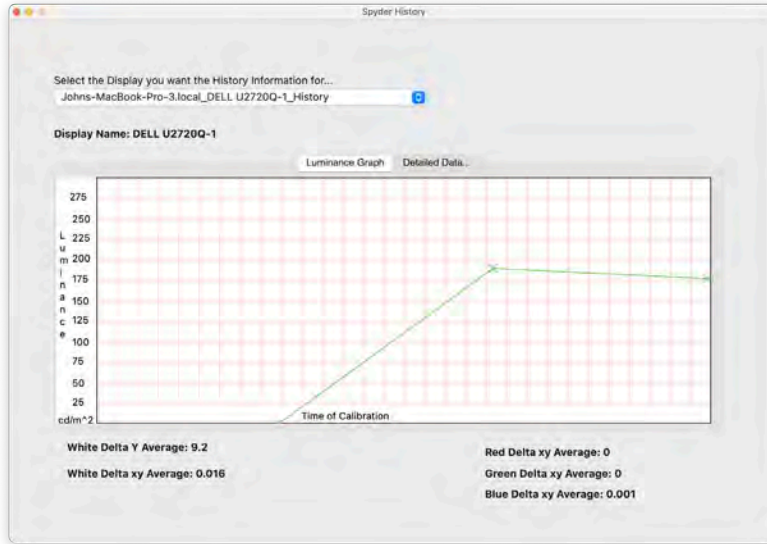 Spyder History
Select the Display you want the History Information for...
Johns-MacBook-Pro-3.local_DELL U2720Q-1_History
Display Name: DELL U2720Q-1
Luminance Graph
Detailed Data..
Luminance
275
250
225
200
175
150
125
100
75
50
25
cd/m^2
Time of Calibration
White Delta Y Average: 9.2
White Delta xy Average: 0.016
Red Delta xy Average: 0
Green Delta xy Average: 0
Blue Delta xy Average: 0.001